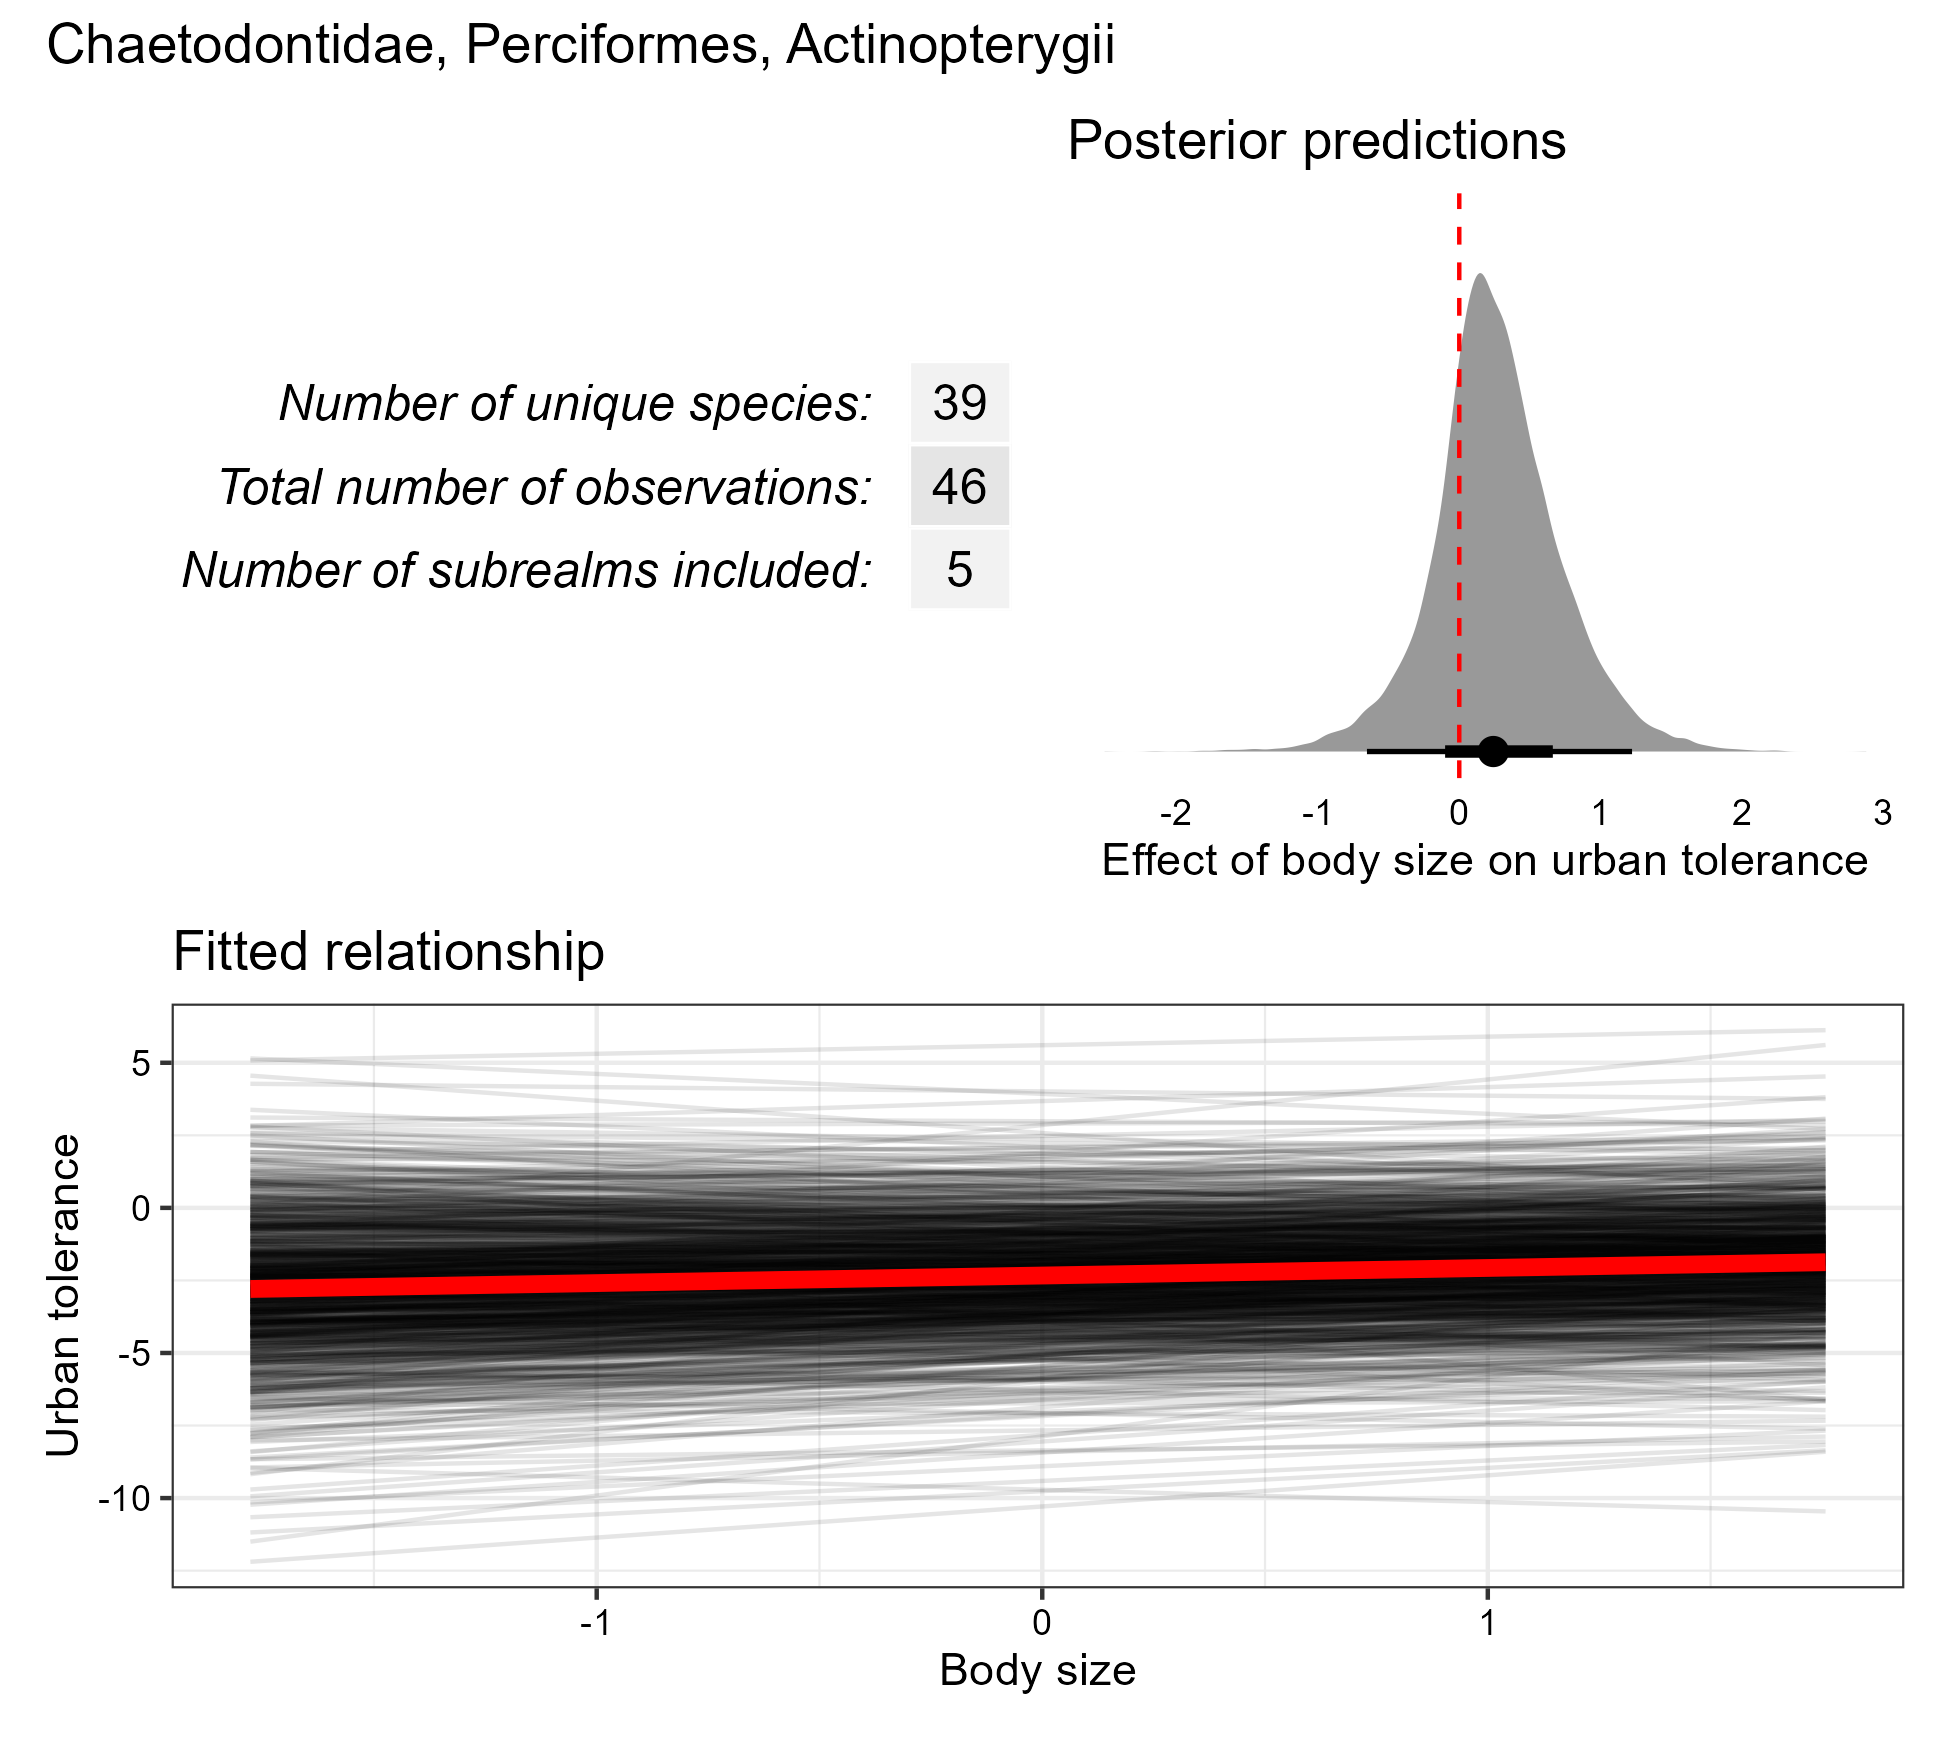 Chaetodontidae, Perciformes, Actinopterygii
Posterior predictions
Number of unique species: 39
Total number of observations: 46
Number of subrealms included: 5
-2 -1 0 1 2 3
Effect of body size on urban tolerance
Fitted relationship
Urban tolerance
5
0
-5
-10
-1 0 1
Body size